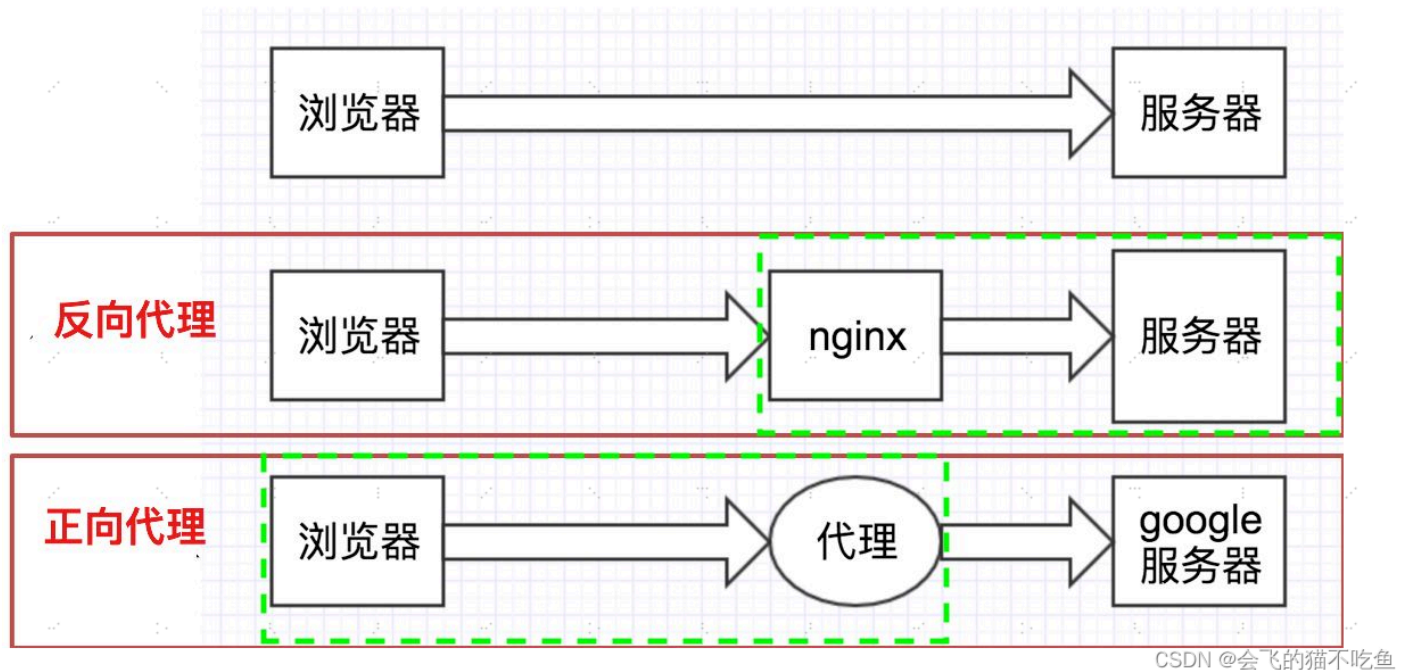 浏览器
服务器
反向代理
浏览器
nginx
服务器
正向代理
浏览器
代理
google
服务器
CSDN @会飞的猫不吃鱼